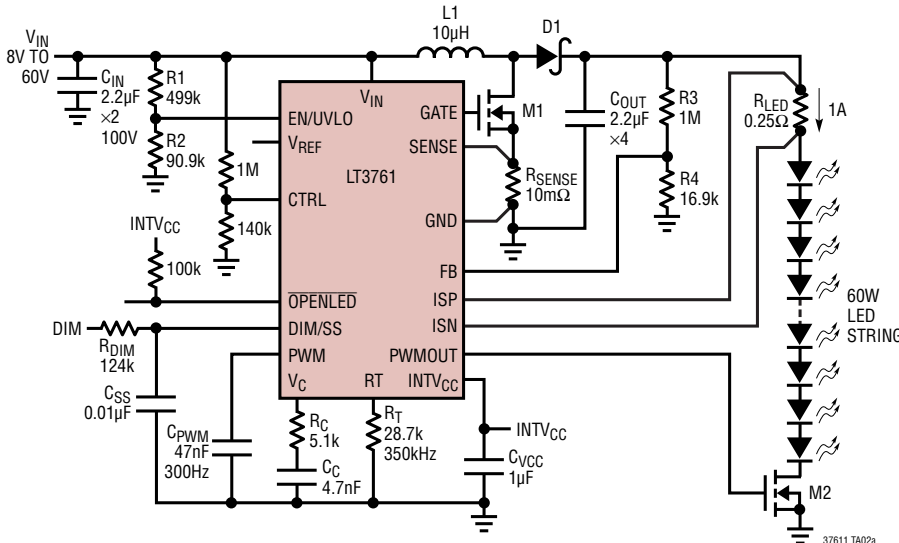 L1
10µH
D1
V_IN
8V TO
60V
C_IN
2.2µF
×2
100V
R1
499k
R2
90.9k
1M
140k
V_IN
EN/UVLO
V_REF
LT3761
CTRL
GATE
SENSE
GND
FB
ISP
ISN
M1
R_SENSE
10mΩ
C_OUT
2.2µF
×4
R3
1M
R4
16.9k
R_LED
0.25Ω
1A
INTV_CC
100k
OPENLED
DIM
R_DIM
124k
DIM/SS
PWM
V_C
RT
PWMOUT
INTV_CC
C_SS
0.01µF
C_PWM
47nF
300Hz
R_C
5.1k
C_C
4.7nF
R_T
28.7k
350kHz
INTV_CC
C_VCC
1µF
60W
LED
STRING
M2
37611 TA02a